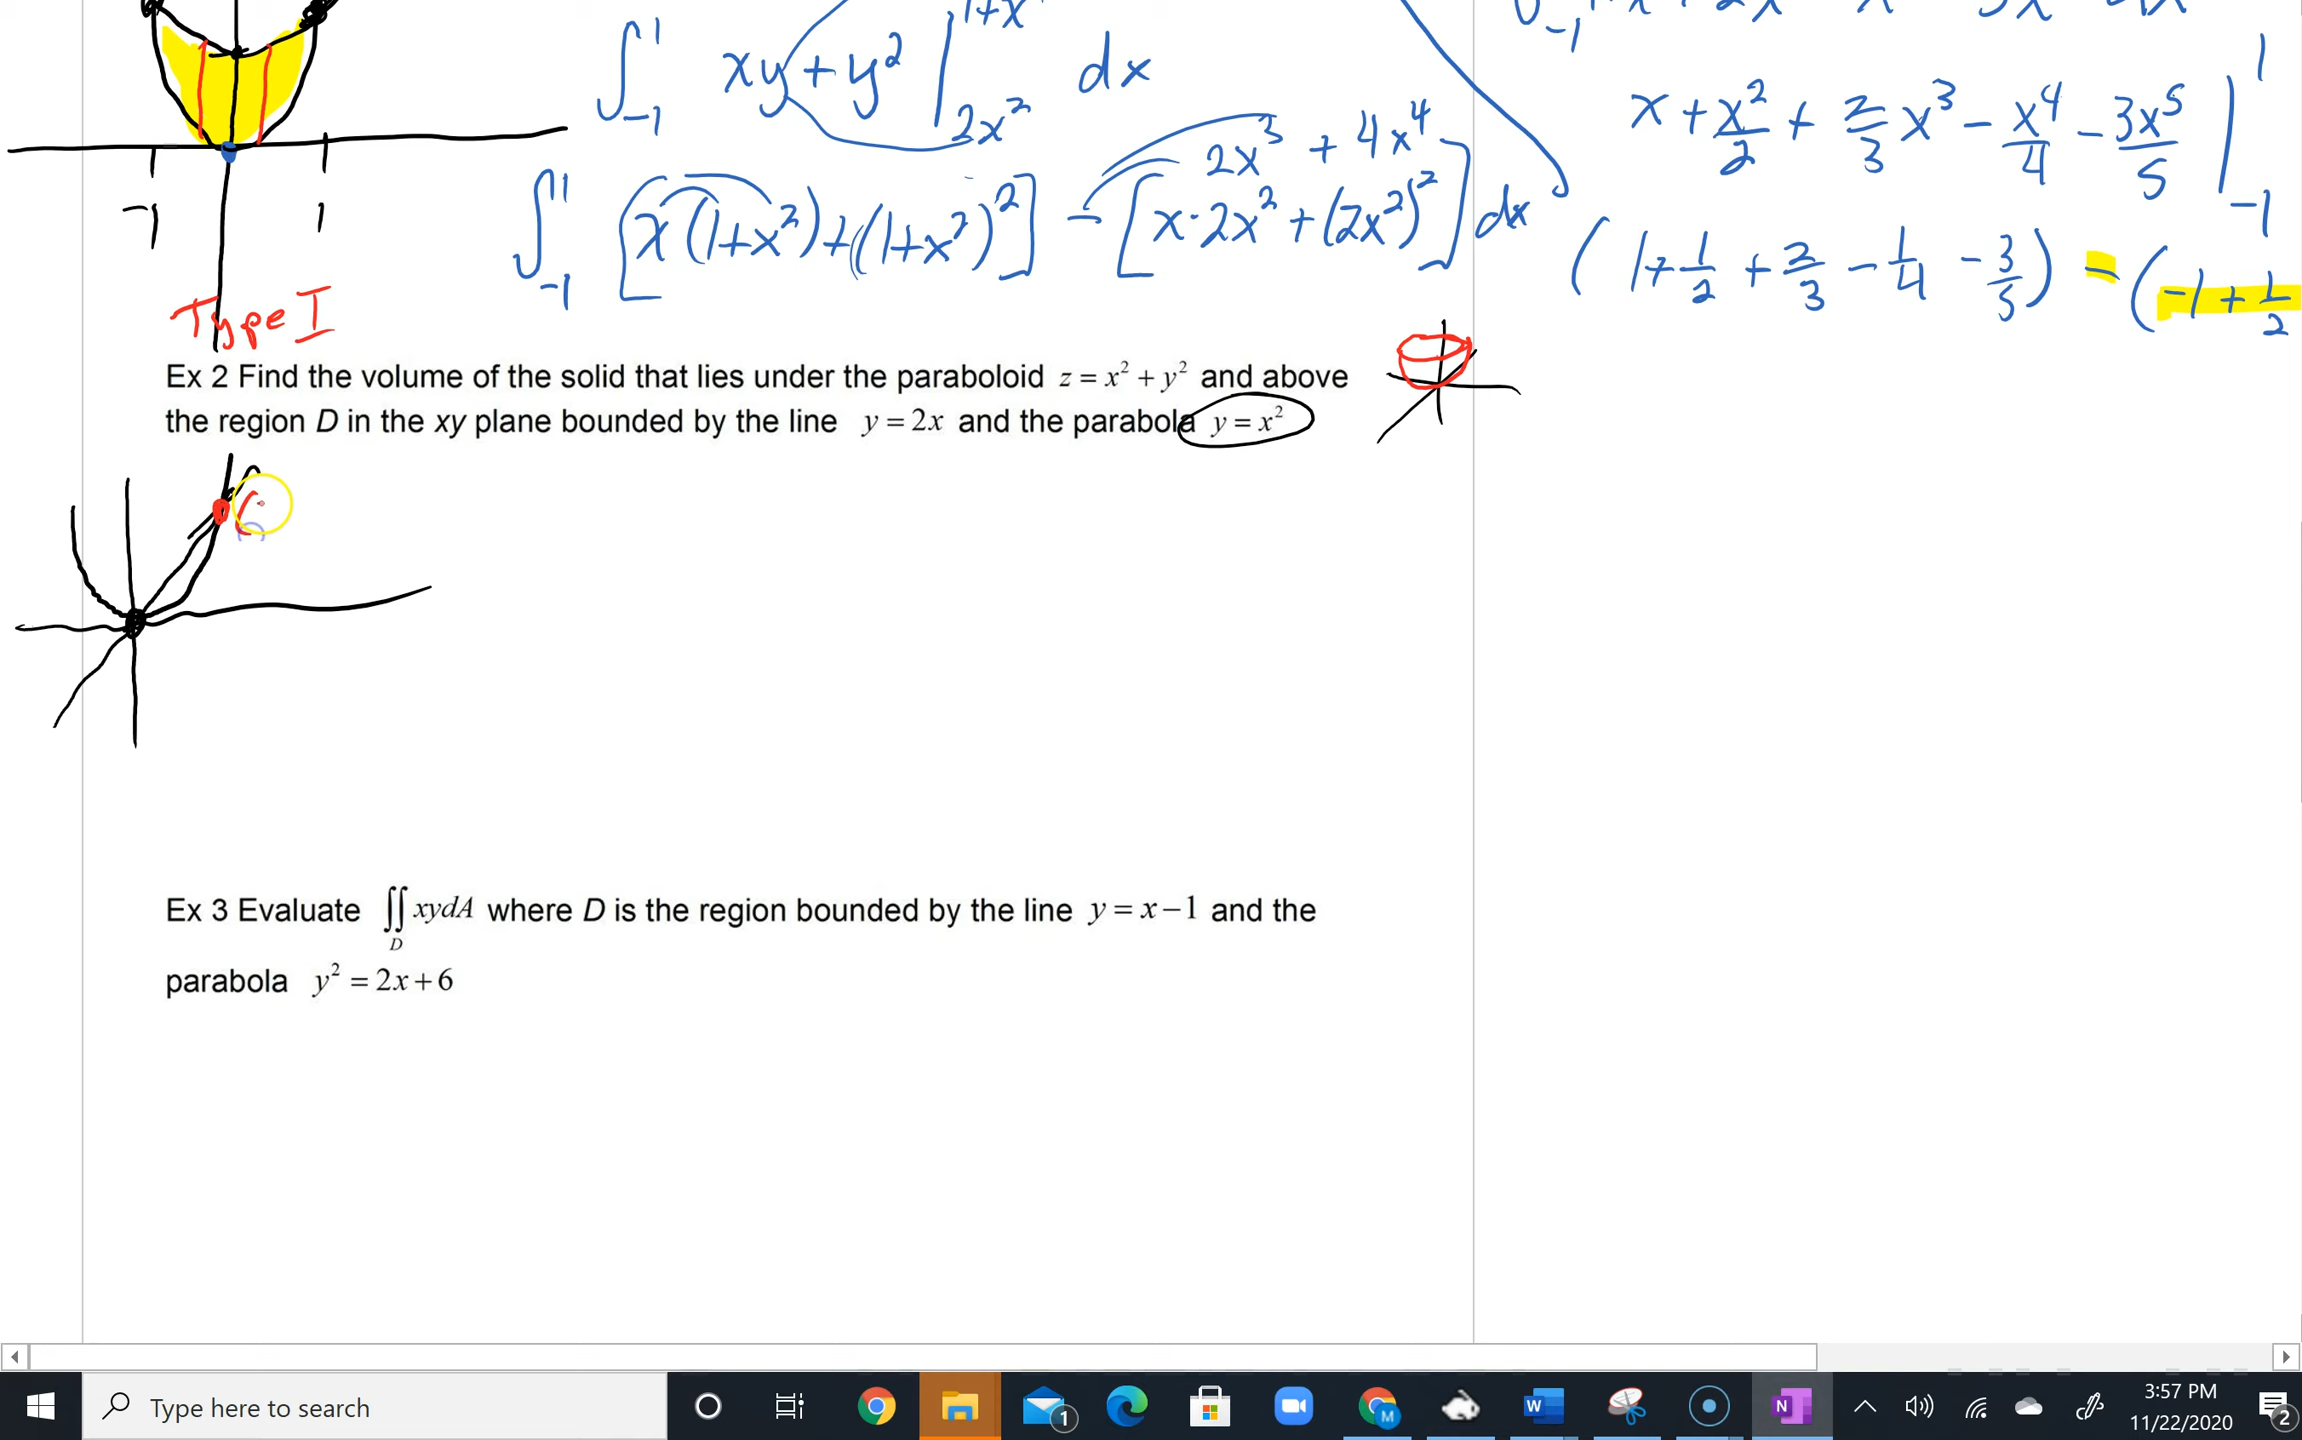 1+x
∫₋₁¹ xy + y² |₂ₓ² dx
2x³ + 4x⁴
∫₋₁¹ [x(1+x²) + (1+x²)²] - [x·2x² + (2x²)²] dx
-1 1
Type I
x + x²/2 + 2/3 x³ - x⁴/4 - 3x⁵/5 |₋₁¹
(1 + 1/2 + 2/3 - 1/4 - 3/5) - (-1 + 1/2
Ex 2 Find the volume of the solid that lies under the paraboloid z = x² + y² and above
the region D in the xy plane bounded by the line y = 2x and the parabola y = x²
(
Ex 3 Evaluate ∬_D xydA where D is the region bounded by the line y = x − 1 and the
parabola y² = 2x + 6
Type here to search
1
M
W
N
3:57 PM
11/22/2020
2